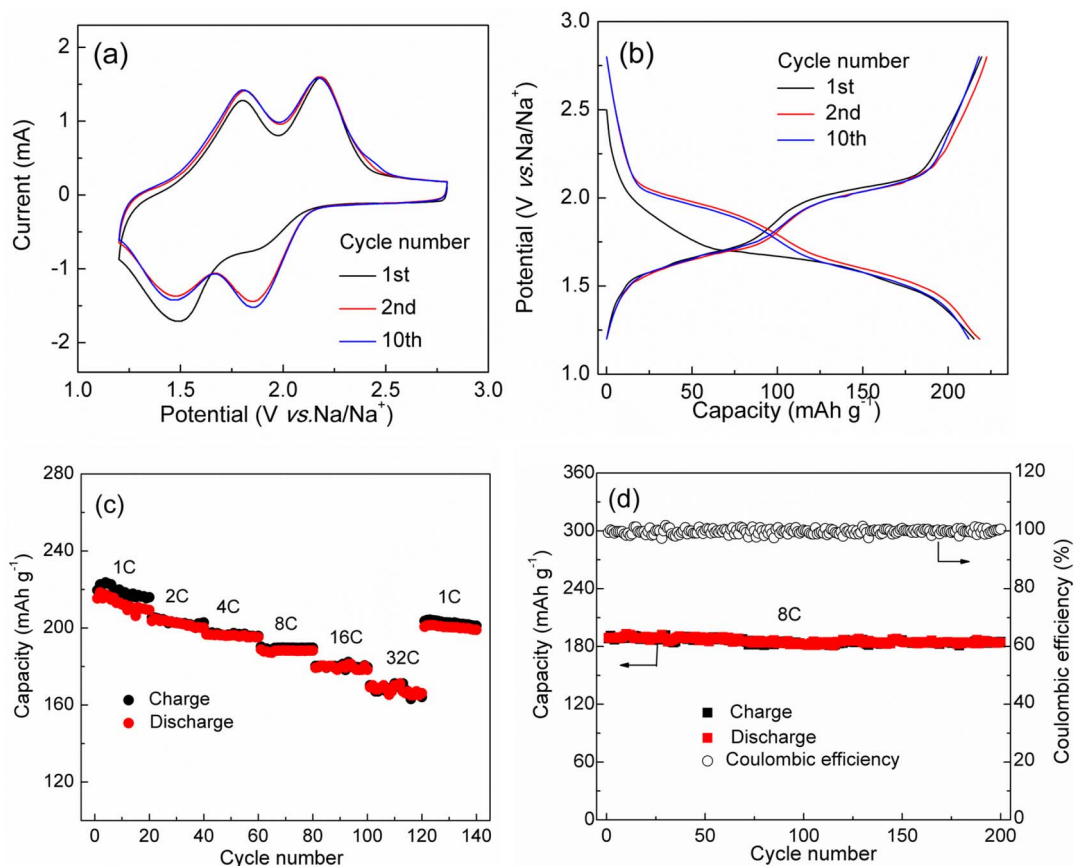 (a)
2
1
0
-1
-2
Current (mA)
1.0
1.5
2.0
2.5
3.0
Potential (V vs.Na/Na⁺)
Cycle number
1st
2nd
10th
(b)
3.0
2.5
2.0
1.5
1.0
Potential (V vs.Na/Na⁺)
0
50
100
150
200
Capacity (mAh g⁻¹)
Cycle number
1st
2nd
10th
(c)
280
240
200
160
120
Capacity (mAh g⁻¹)
1C
2C
4C
8C
16C
32C
1C
Charge
Discharge
0
20
40
60
80
100
120
140
Cycle number
(d)
360
300
240
180
120
60
0
Capacity (mAh g⁻¹)
8C
Charge
Discharge
Coulombic efficiency
120
100
80
60
40
20
0
Coulombic efficiency (%)
0
50
100
150
200
Cycle number